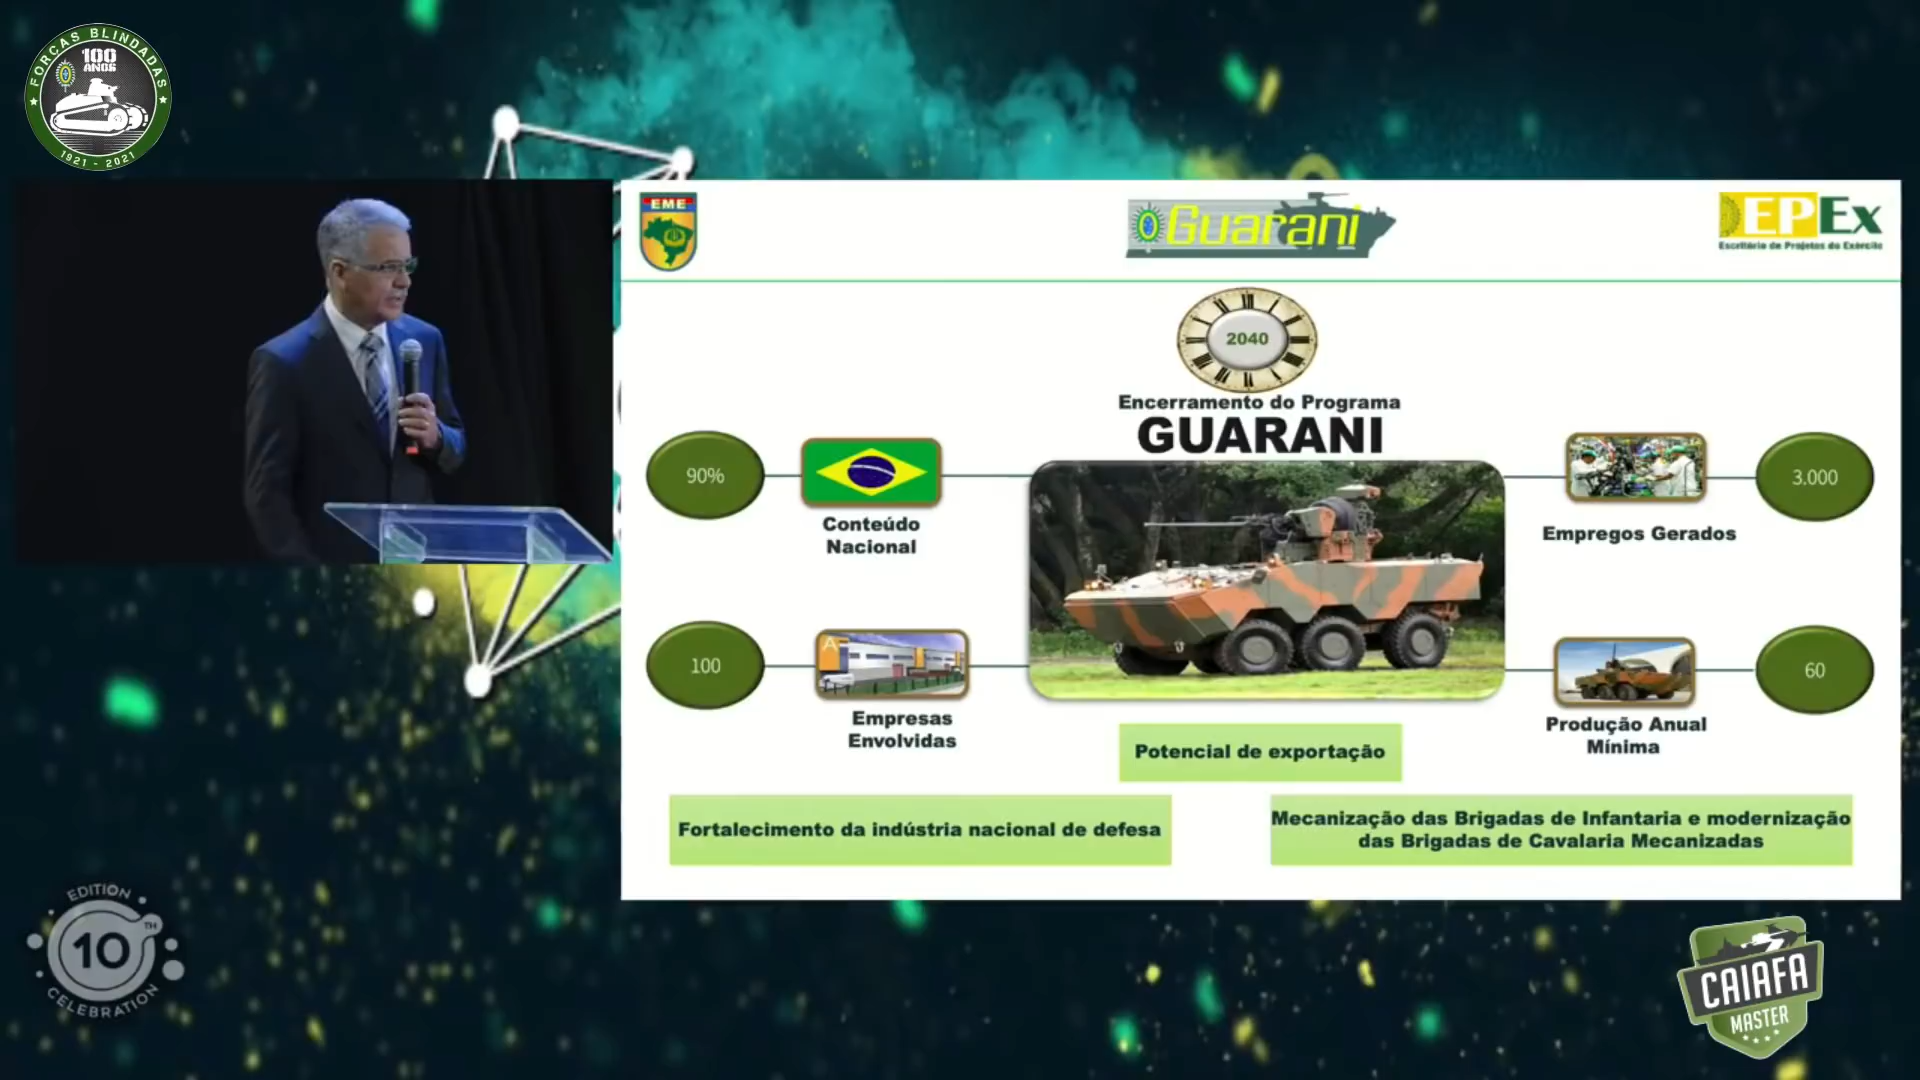 FORÇAS BLINDADAS
100
ANOS
1921 - 2021
EME
Guarani
EPEx
Escritório de Projetos do Exército
2040
Encerramento do Programa
GUARANI
90%
Conteúdo
Nacional
3.000
Empregos Gerados
100
Empresas
Envolvidas
60
Produção Anual
Mínima
Potencial de exportação
Fortalecimento da indústria nacional de defesa
Mecanização das Brigadas de Infantaria e modernização
das Brigadas de Cavalaria Mecanizadas
EDITION
10TH
CELEBRATION
CAIAFA
MASTER